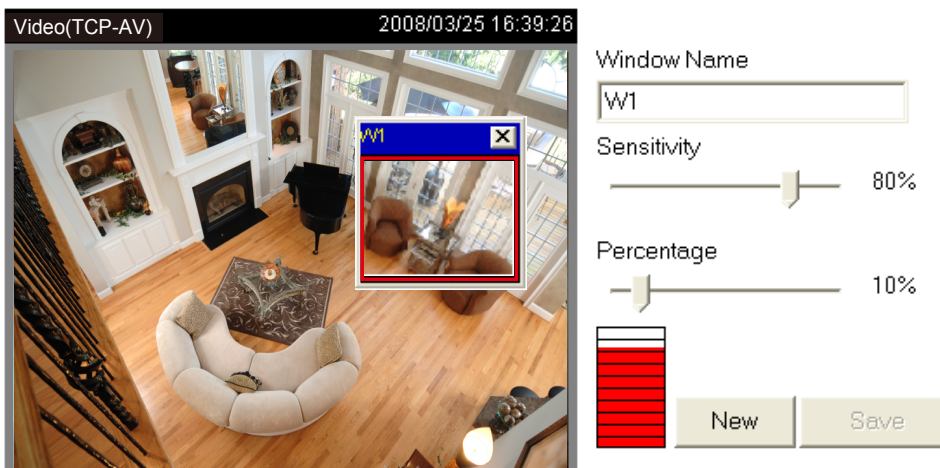 Video(TCP-AV) 2008/03/25 16:39:26
Window Name
W1
W1
Sensitivity
80%
Percentage
10%
New Save